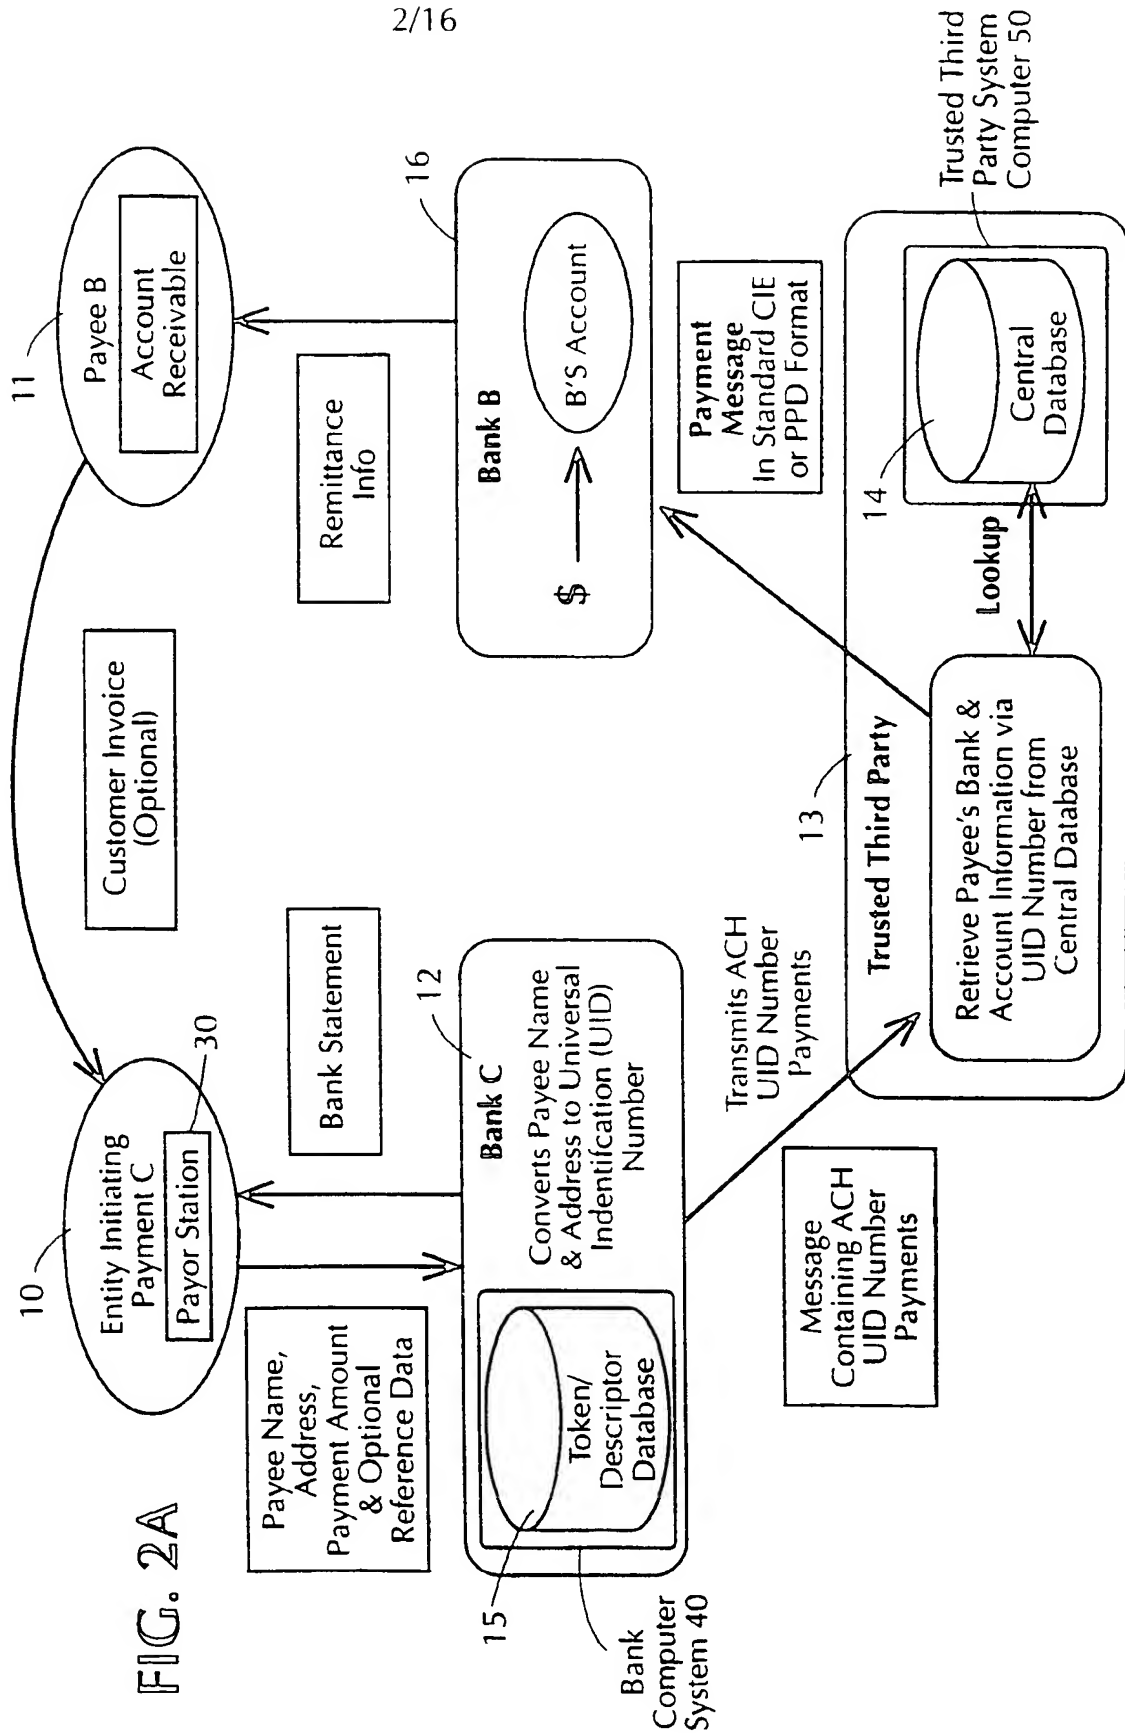 2/16
FIG. 2A
10
Entity Initiating
Payment C
Payor Station
30
Customer Invoice
(Optional)
11
Payee B
Account
Receivable
Payee Name,
Address,
Payment Amount
& Optional
Reference Data
Bank Statement
Remittance
Info
15
Bank
Computer
System 40
Token/
Descriptor
Database
Bank C
12
Converts Payee Name
& Address to Universal
Indentifcation (UID)
Number
16
Bank B
$
B'S Account
Message
Containing ACH
UID Number
Payments
Transmits ACH
UID Number
Payments
Payment
Message
In Standard CIE
or PPD Format
13
Trusted Third Party
Retrieve Payee's Bank &
Account Information via
UID Number from
Central Database
Lookup
14
Central
Database
Trusted Third
Party System
Computer 50